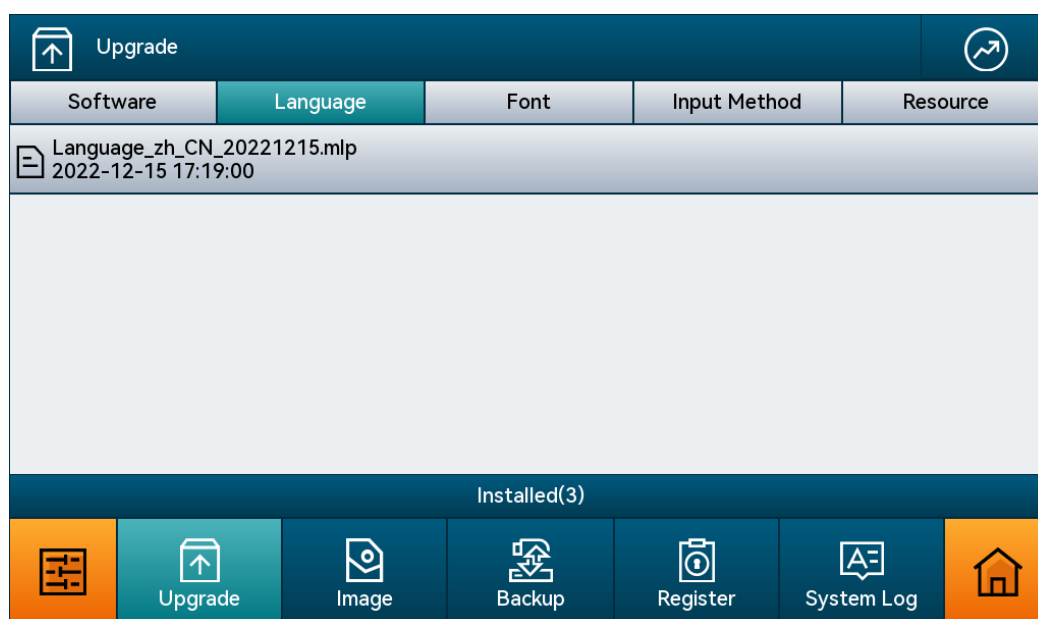 Upgrade
Software
Language
Font
Input Method
Resource
Language_zh_CN_20221215.mlp
2022-12-15 17:19:00
Installed(3)
Upgrade
Image
Backup
Register
System Log